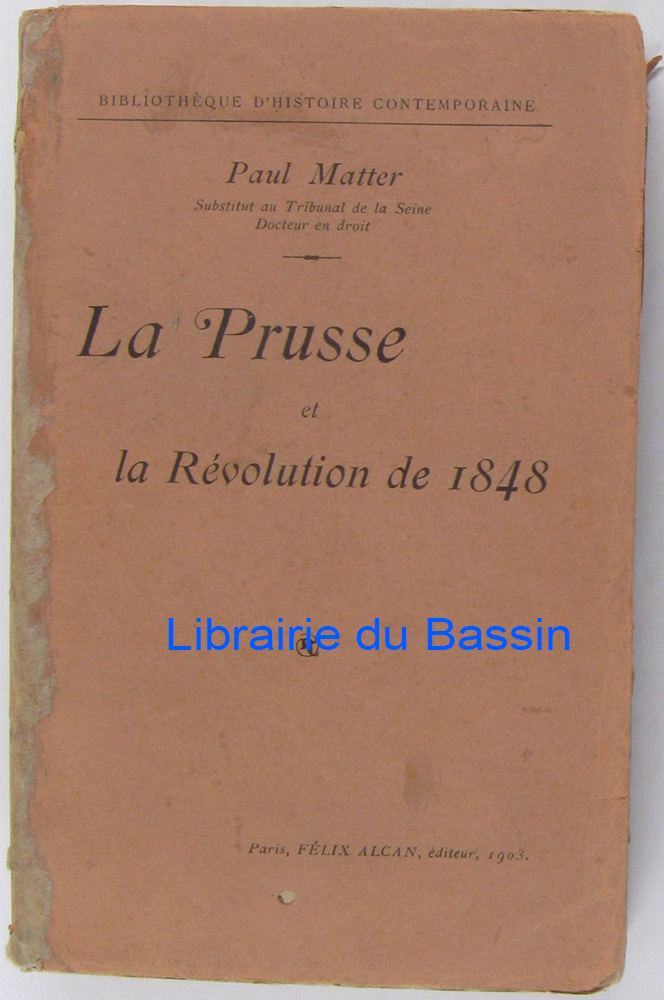 BIBLIOTHÈQUE D'HISTOIRE CONTEMPORAINE
Paul Matter
Substitut au Tribunal de la Seine
Docteur en droit
La Prusse
et
la Révolution de 1848
Librairie du Bassin
Paris, FÉLIX ALCAN, éditeur, 1903.